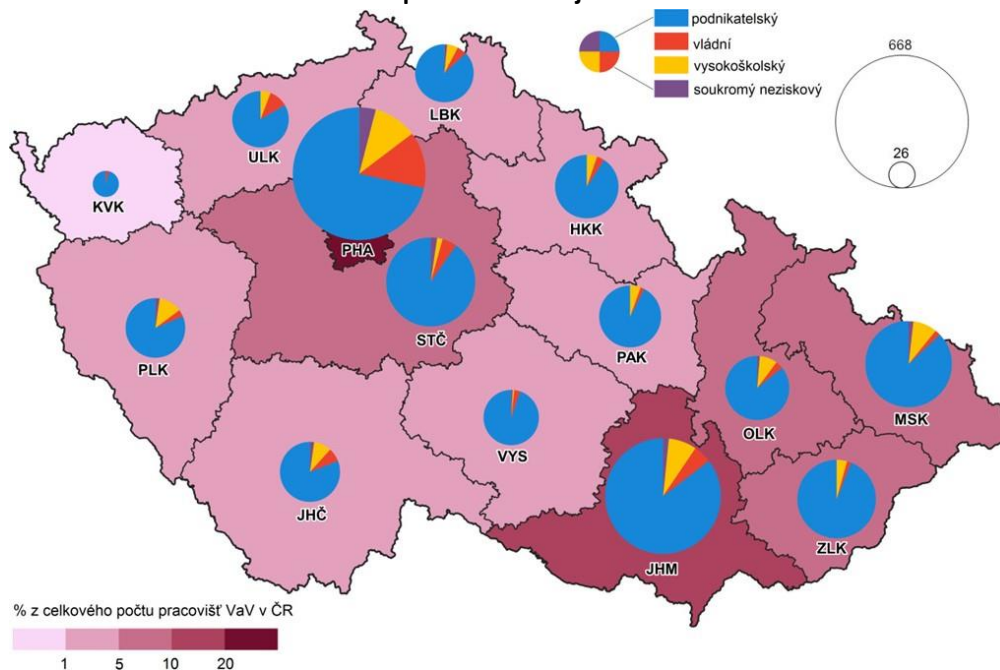 podnikatelský
vládní
vysokoškolský
soukromý neziskový
668
26
LBK
ULK
KVK
HKK
PHA
STČ
PAK
PLK
MSK
OLK
VYS
JHČ
ZLK
JHM
% z celkového počtu pracovišť VaV v ČR
1 5 10 20